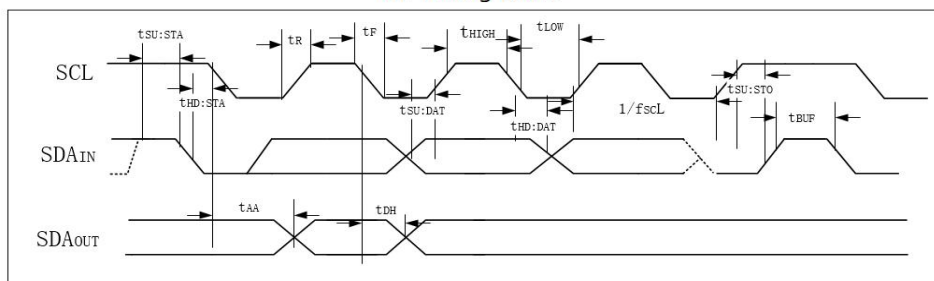 tSU:STA
tR
tF
tHIGH
tLOW
SCL
tHD:STA
tSU:DAT
tHD:DAT
1/fSCL
tSU:STO
tBUF
SDAIN
tAA
tDH
SDAOUT